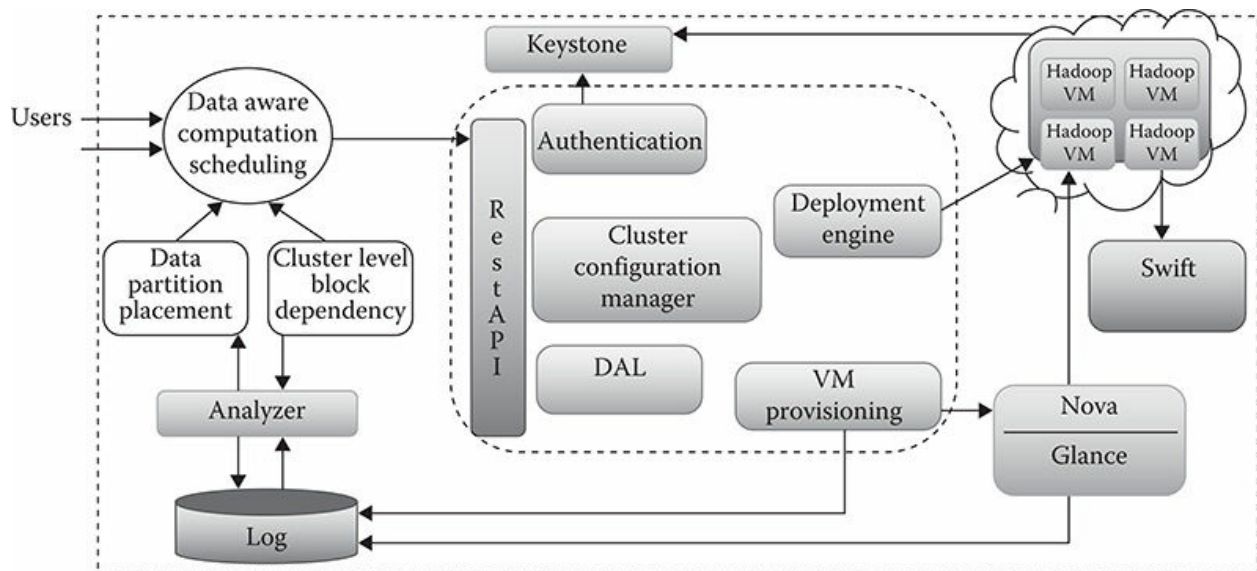 Keystone
Users
Data aware
computation
scheduling
Authentication
Hadoop
VM
Hadoop
VM
Hadoop
VM
Hadoop
VM
R
e
s
t
A
P
I
Deployment
engine
Cluster
configuration
manager
Data
partition
placement
Cluster level
block
dependency
Swift
DAL
VM
provisioning
Analyzer
Nova
Glance
Log